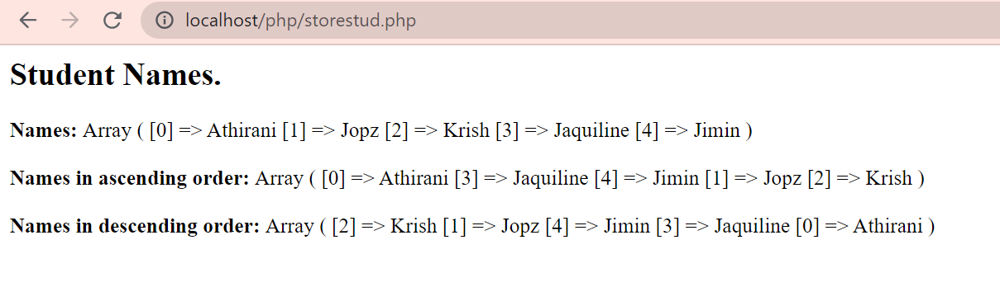 localhost/php/storestud.php
Student Names.
Names: Array ( [0] => Athirani [1] => Jopz [2] => Krish [3] => Jaquiline [4] => Jimin )
Names in ascending order: Array ( [0] => Athirani [3] => Jaquiline [4] => Jimin [1] => Jopz [2] => Krish )
Names in descending order: Array ( [2] => Krish [1] => Jopz [4] => Jimin [3] => Jaquiline [0] => Athirani )